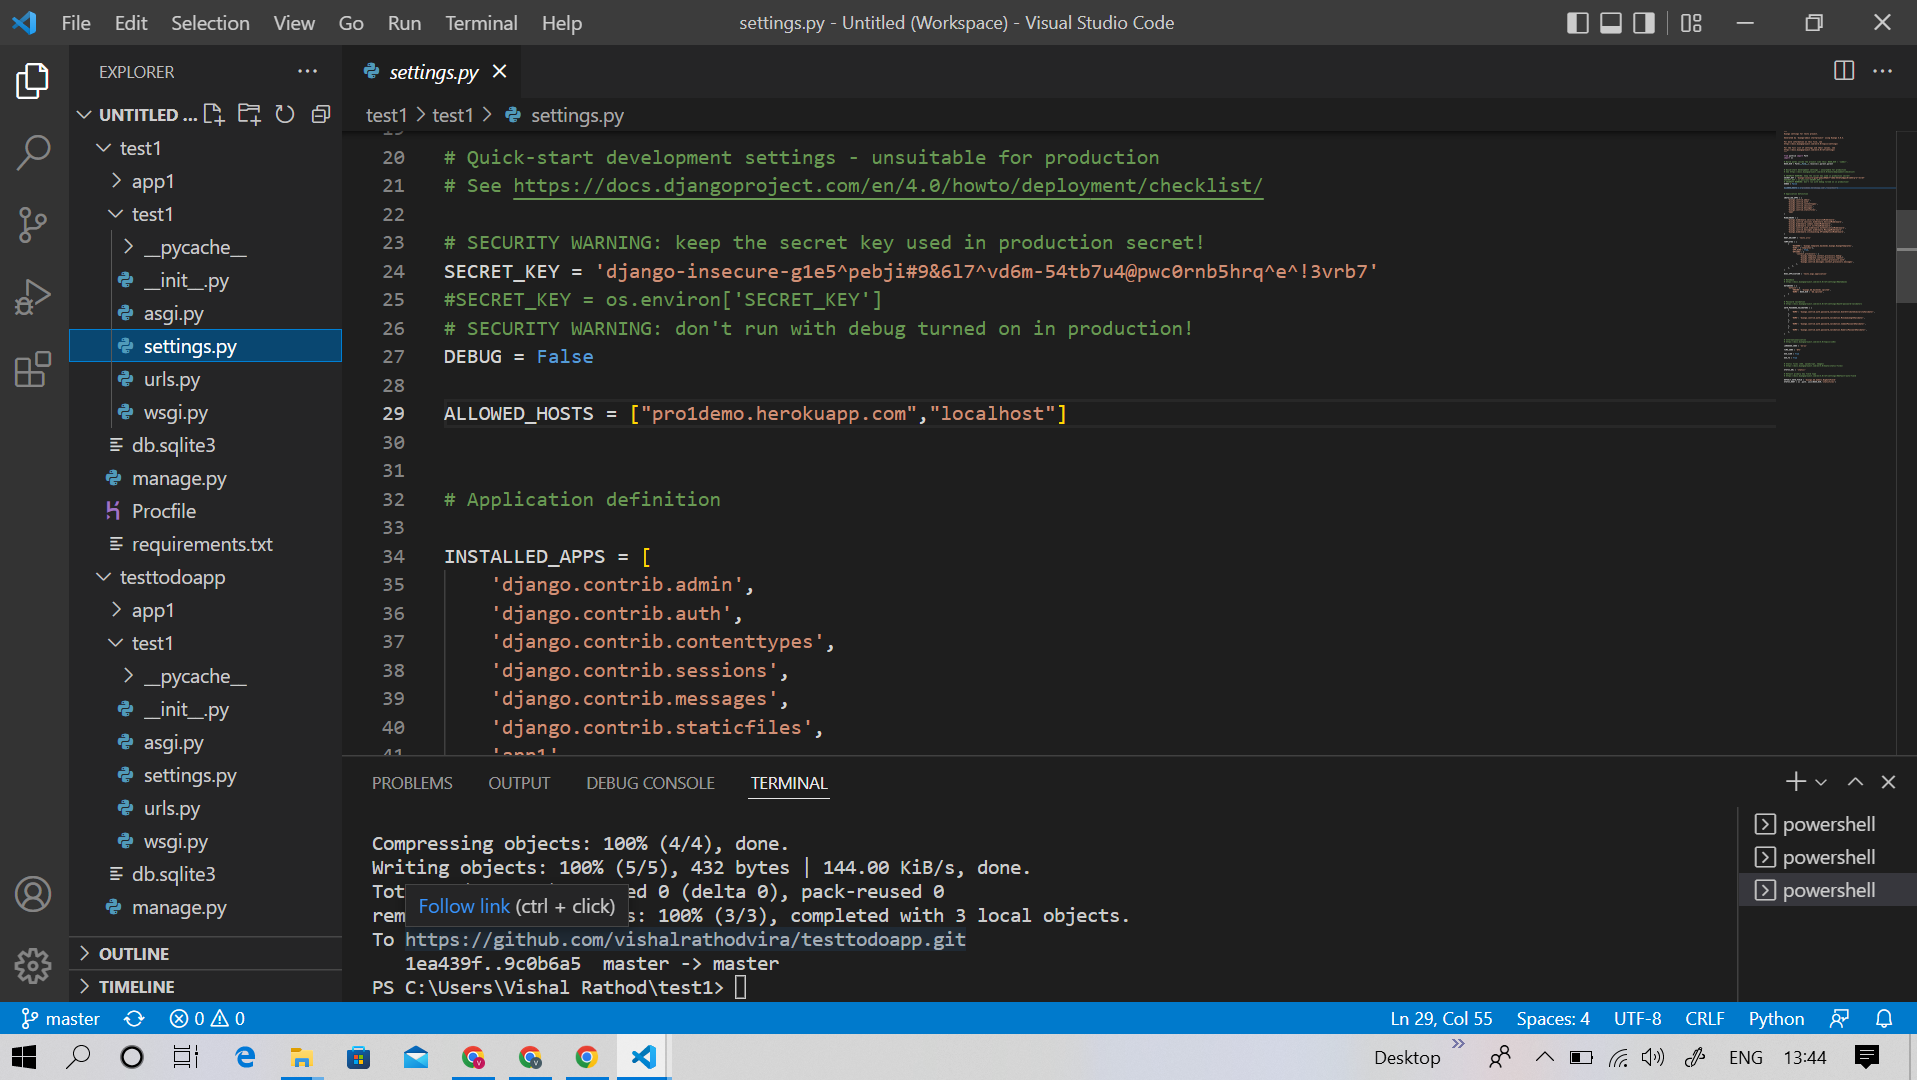 File Edit Selection View Go Run Terminal Help
settings.py - Untitled (Workspace) - Visual Studio Code
EXPLORER
UNTITLED ...
test1
app1
test1
__pycache__
__init__.py
asgi.py
settings.py
urls.py
wsgi.py
db.sqlite3
manage.py
Procfile
requirements.txt
testtodoapp
app1
test1
__pycache__
__init__.py
asgi.py
settings.py
urls.py
wsgi.py
db.sqlite3
manage.py
OUTLINE
TIMELINE
settings.py
test1 > test1 > settings.py
19
20 # Quick-start development settings - unsuitable for production
21 # See https://docs.djangoproject.com/en/4.0/howto/deployment/checklist/
22
23 # SECURITY WARNING: keep the secret key used in production secret!
24 SECRET_KEY = 'django-insecure-g1e5^pebji#9&6l7^vd6m-54tb7u4@pwc0rnb5hrq^e^!3vrb7'
25 #SECRET_KEY = os.environ['SECRET_KEY']
26 # SECURITY WARNING: don't run with debug turned on in production!
27 DEBUG = False
28
29 ALLOWED_HOSTS = ["pro1demo.herokuapp.com","localhost"]
30
31
32 # Application definition
33
34 INSTALLED_APPS = [
35 'django.contrib.admin',
36 'django.contrib.auth',
37 'django.contrib.contenttypes',
38 'django.contrib.sessions',
39 'django.contrib.messages',
40 'django.contrib.staticfiles',
41 'app1'
PROBLEMS OUTPUT DEBUG CONSOLE TERMINAL
Compressing objects: 100% (4/4), done.
Writing objects: 100% (5/5), 432 bytes | 144.00 KiB/s, done.
Tot ed 0 (delta 0), pack-reused 0
rem s: 100% (3/3), completed with 3 local objects.
Follow link (ctrl + click)
To https://github.com/vishalrathodvira/testtodoapp.git
1ea439f..9c0b6a5 master -> master
PS C:\Users\Vishal Rathod\test1>
powershell
powershell
powershell
master 0 0
Ln 29, Col 55 Spaces: 4 UTF-8 CRLF Python
Desktop ENG 13:44